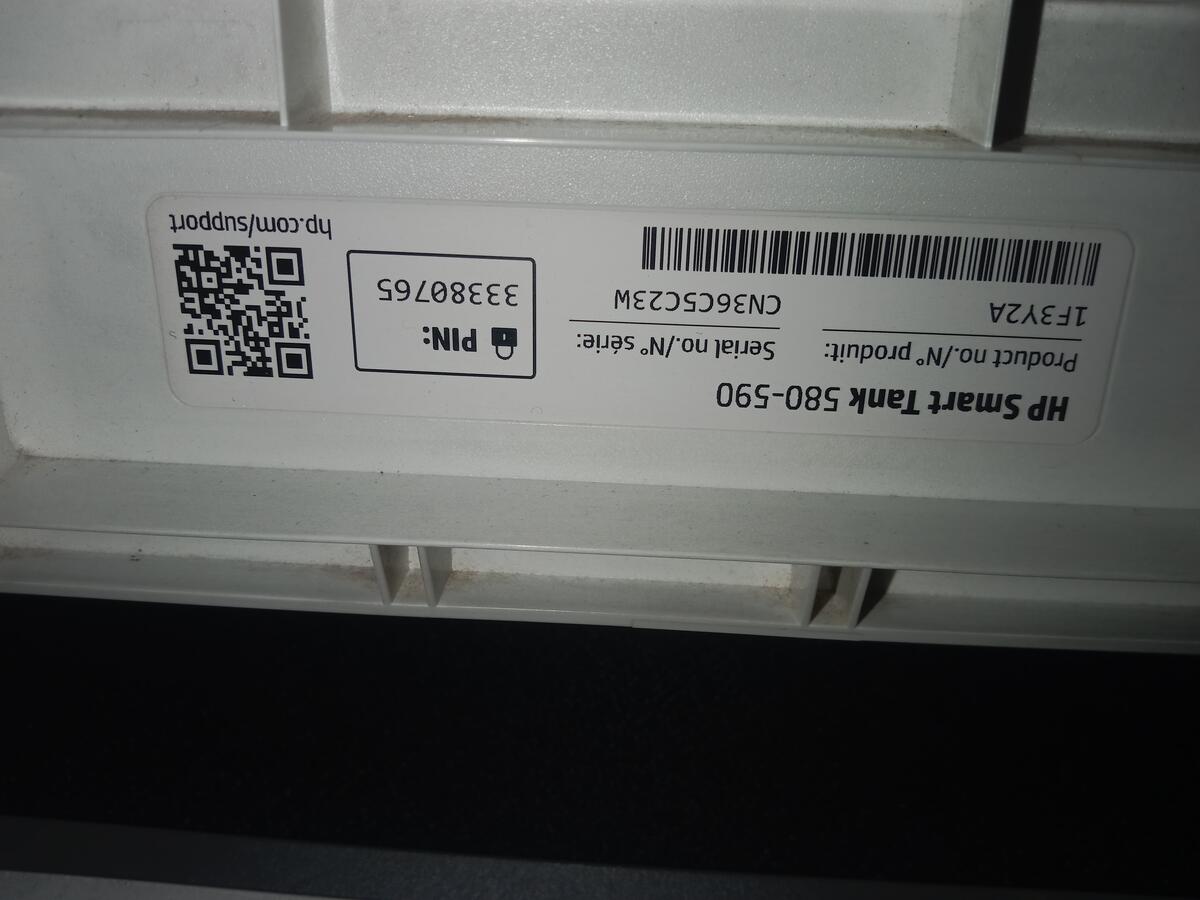 HP Smart Tank 580-590
Product no./N° produit:
1F3Y2A
Serial no./N° série:
CN36C5C23W
PIN:
33380765
hp.com/support